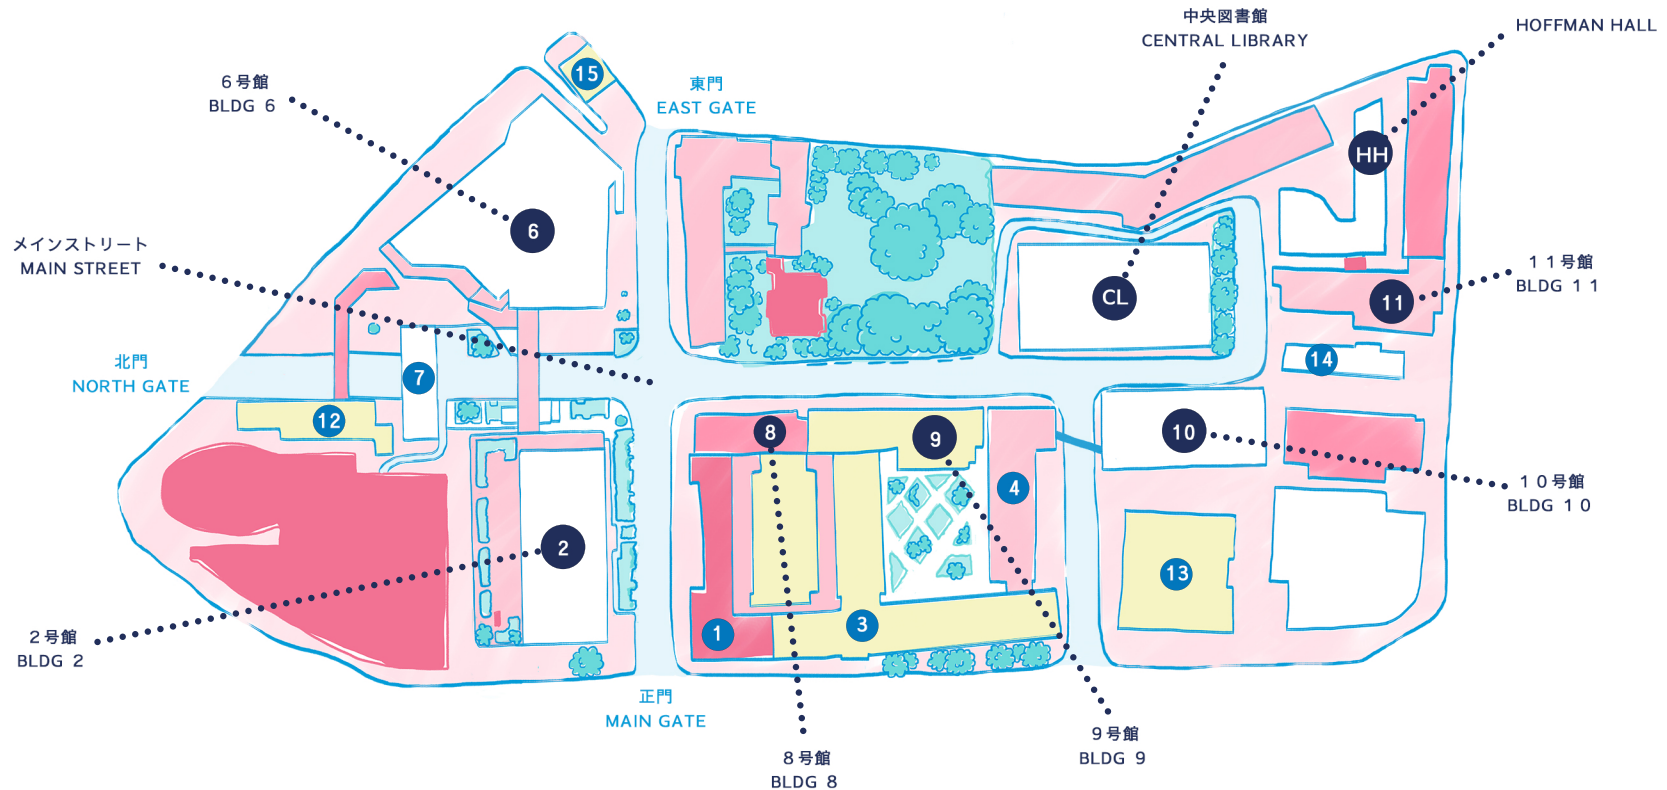 中央図書館
CENTRAL LIBRARY
HOFFMAN HALL
15
6号館
BLDG 6
東門
EAST GATE
HH
6
メインストリート
MAIN STREET
CL
11
11号館
BLDG 11
14
北門
NORTH GATE
7
12
8
9
10
4
10号館
BLDG 10
2
13
2号館
BLDG 2
1
3
正門
MAIN GATE
9号館
BLDG 9
8号館
BLDG 8